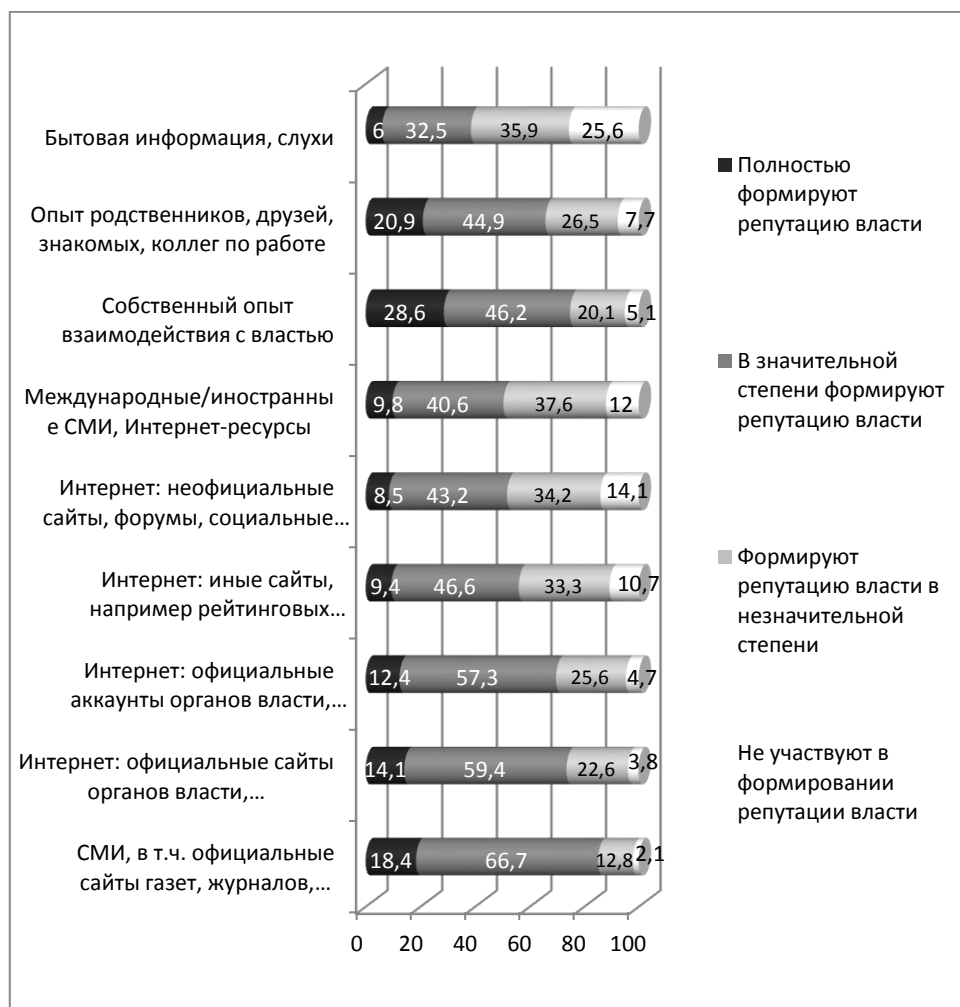 Бытовая информация, слухи
6 32,5 35,9 25,6
Опыт родственников, друзей,
знакомых, коллег по работе
20,9 44,9 26,5 7,7
Собственный опыт
взаимодействия с властью
28,6 46,2 20,1 5,1
Международные/иностранны
е СМИ, Интернет-ресурсы
9,8 40,6 37,6 12
Интернет: неофициальные
сайты, форумы, социальные…
8,5 43,2 34,2 14,1
Интернет: иные сайты,
например рейтинговых…
9,4 46,6 33,3 10,7
Интернет: официальные
аккаунты органов власти,…
12,4 57,3 25,6 4,7
Интернет: официальные сайты
органов власти,…
14,1 59,4 22,6 3,8
СМИ, в т.ч. официальные
сайты газет, журналов,…
18,4 66,7 12,8 2,1
0 20 40 60 80 100
Полностью
формируют
репутацию власти
В значительной
степени формируют
репутацию власти
Формируют
репутацию власти в
незначительной
степени
Не участвуют в
формировании
репутации власти